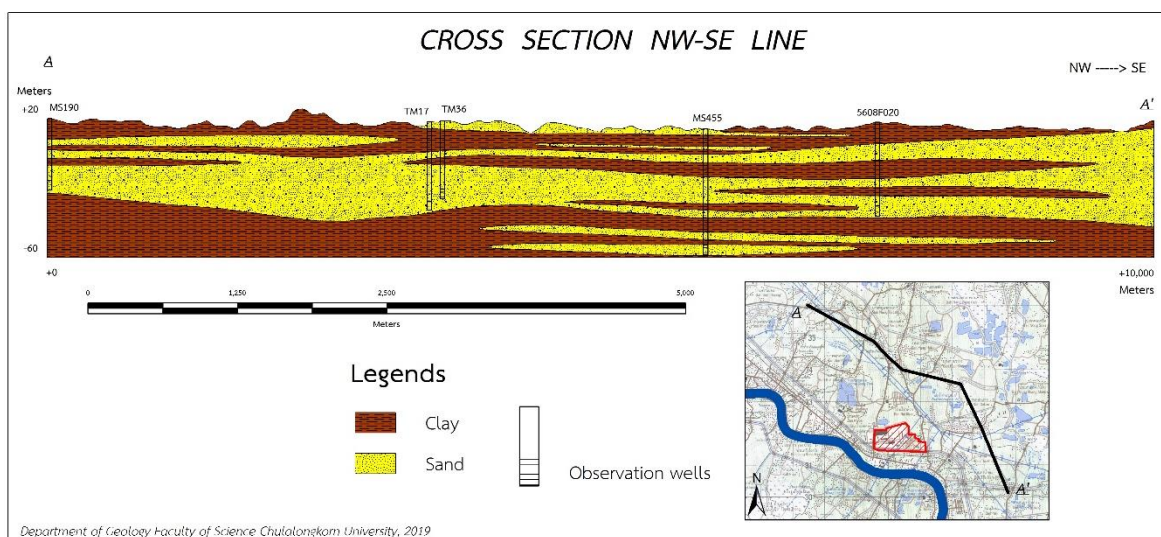 CROSS SECTION NW-SE LINE
A
NW -----> SE
Meters
A'
+20
MS190
TM17
TM36
MS455
5608F020
-60
+0
+10,000
Meters
0
1,250
2,500
5,000
Meters
A
Legends
Clay
Sand
Observation wells
N
A'
Department of Geology Faculty of Science Chulalongkorn University, 2019